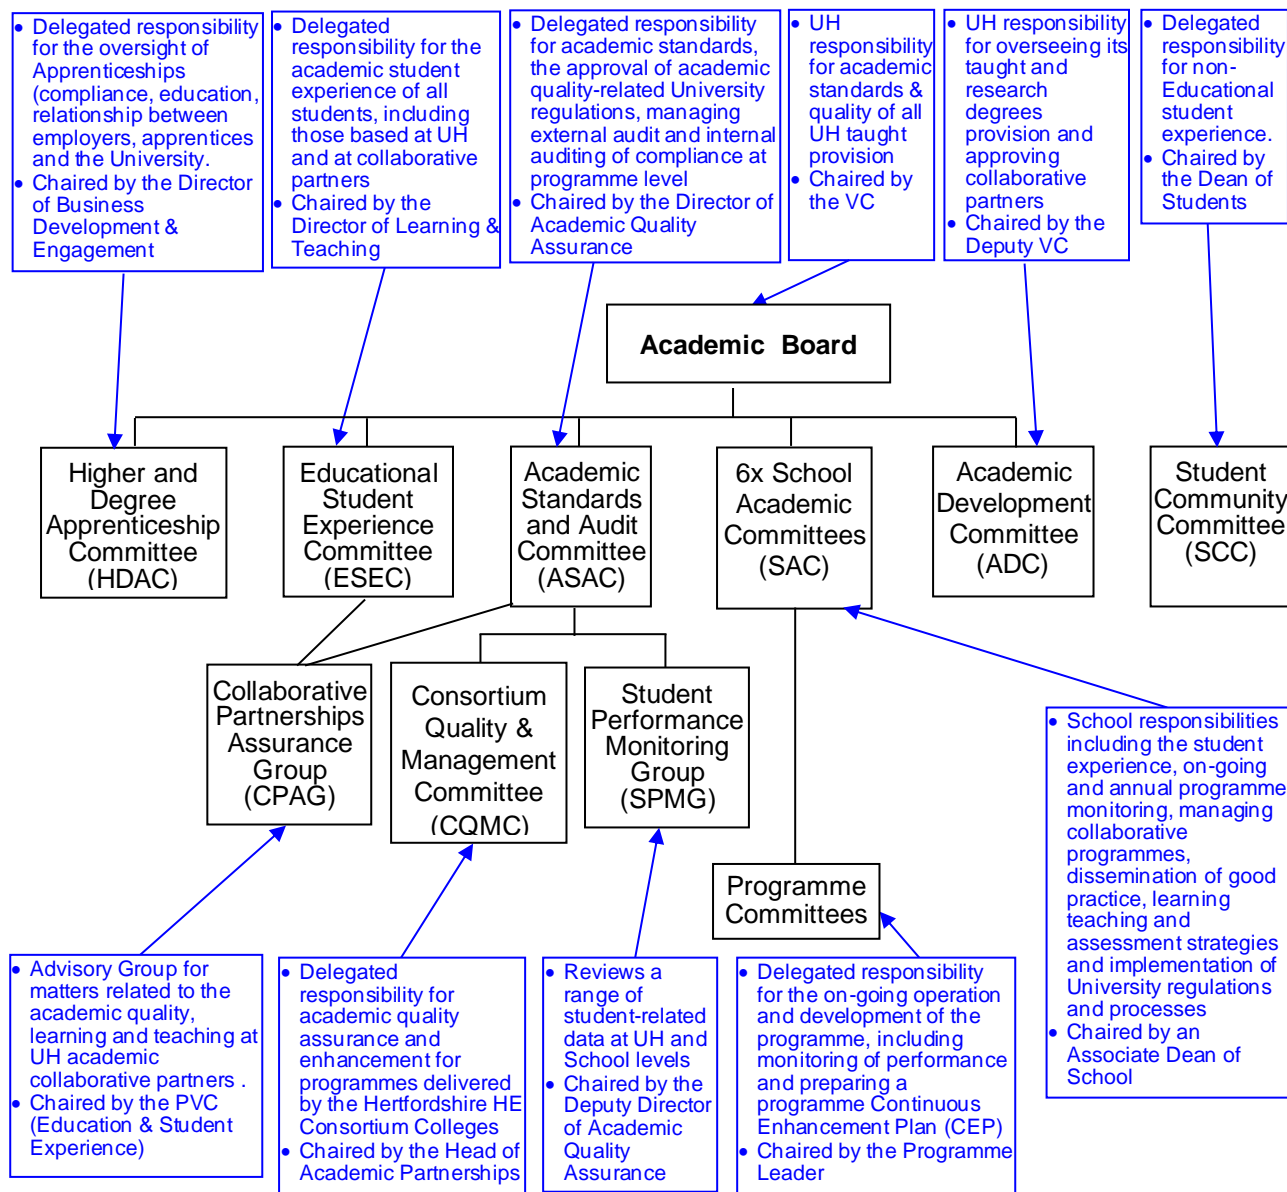 • Delegated responsibility
for the oversight of
Apprenticeships
(compliance, education,
relationship between
employers, apprentices
and the University.
• Chaired by the Director
of Business
Development &
Engagement
• Delegated
responsibility for the
academic student
experience of all
students, including
those based at UH
and at collaborative
partners
• Chaired by the
Director of Learning &
Teaching
• Delegated responsibility
for academic standards,
the approval of academic
quality-related University
regulations, managing
external audit and internal
auditing of compliance at
programme level
• Chaired by the Director of
Academic Quality
Assurance
• UH
responsibility
for academic
standards &
quality of all
UH taught
provision
• Chaired by
the VC
• UH responsibility
for overseeing its
taught and
research
degrees
provision and
approving
collaborative
partners
• Chaired by the
Deputy VC
• Delegated
responsibility
for non-
Educational
student
experience.
• Chaired by
the Dean of
Students
Academic Board
Higher and
Degree
Apprenticeship
Committee
(HDAC)
Educational
Student
Experience
Committee
(ESEC)
Academic
Standards
and Audit
Committee
(ASAC)
6x School
Academic
Committees
(SAC)
Academic
Development
Committee
(ADC)
Student
Community
Committee
(SCC)
Collaborative
Partnerships
Assurance
Group
(CPAG)
Consortium
Quality &
Management
Committee
(CQMC)
Student
Performance
Monitoring
Group
(SPMG)
Programme
Committees
• School responsibilities
including the student
experience, on-going
and annual programme
monitoring, managing
collaborative
programmes,
dissemination of good
practice, learning
teaching and
assessment strategies
and implementation of
University regulations
and processes
• Chaired by an
Associate Dean of
School
• Advisory Group for
matters related to the
academic quality,
learning and teaching at
UH academic
collaborative partners .
• Chaired by the PVC
(Education & Student
Experience)
• Delegated
responsibility for
academic quality
assurance and
enhancement for
programmes delivered
by the Hertfordshire HE
Consortium Colleges
• Chaired by the Head of
Academic Partnerships
• Reviews a
range of
student-related
data at UH and
School levels
• Chaired by the
Deputy Director
of Academic
Quality
Assurance
• Delegated responsibility
for the on-going operation
and development of the
programme, including
monitoring of performance
and preparing a
programme Continuous
Enhancement Plan (CEP)
• Chaired by the Programme
Leader